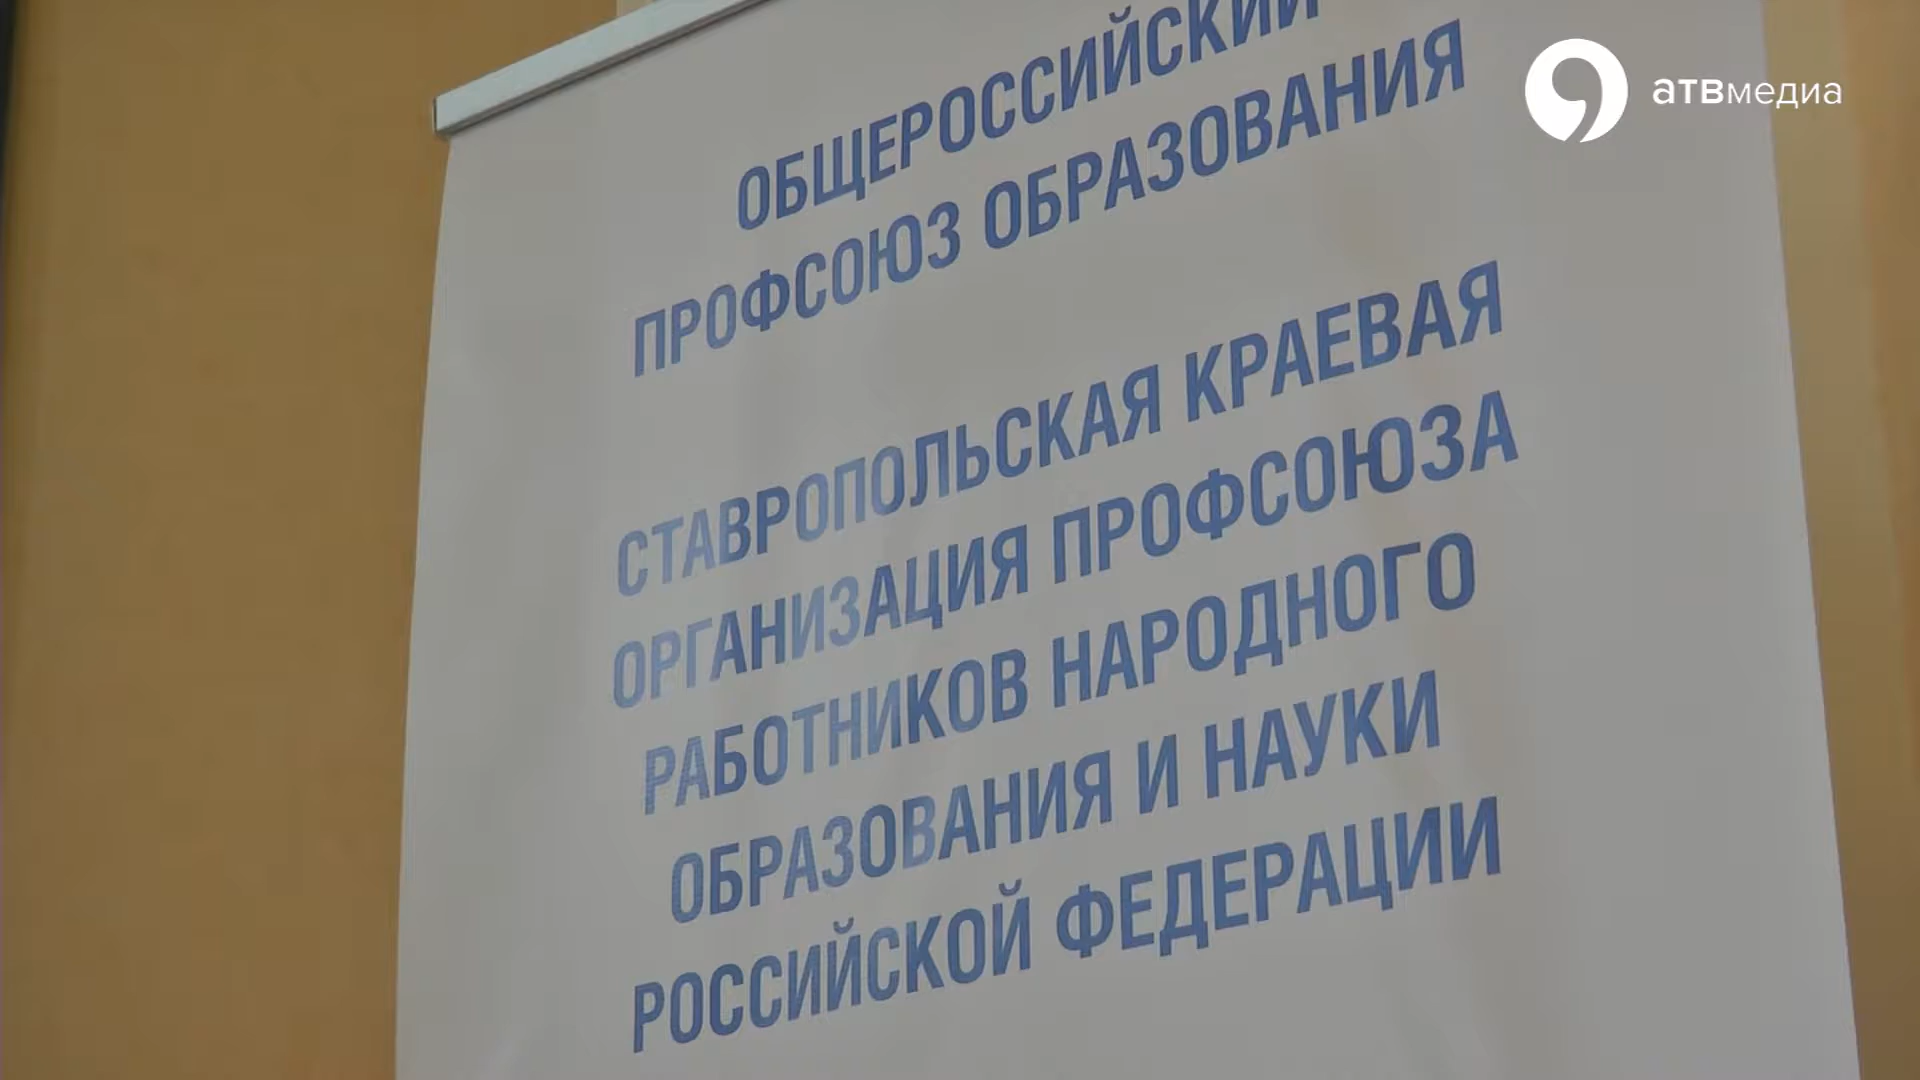 ОБЩЕРОССИЙСКИЙ
ПРОФСОЮЗ ОБРАЗОВАНИЯ
СТАВРОПОЛЬСКАЯ КРАЕВАЯ
ОРГАНИЗАЦИЯ ПРОФСОЮЗА
РАБОТНИКОВ НАРОДНОГО
ОБРАЗОВАНИЯ И НАУКИ
РОССИЙСКОЙ ФЕДЕРАЦИИ
атвмедиа